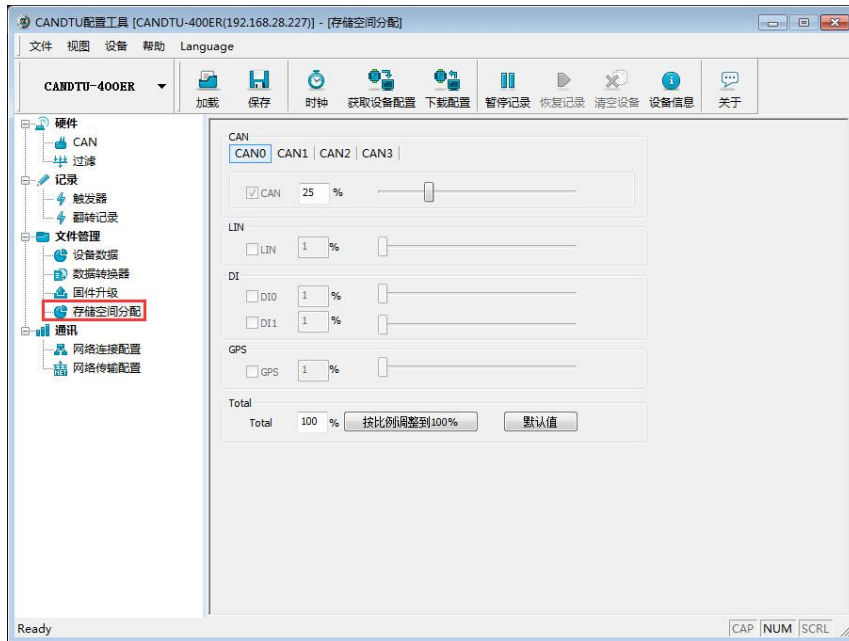 CANDTU配置工具 [CANDTU-400ER(192.168.28.227)] - [存储空间分配]
文件 视图 设备 帮助 Language
CANDTU-400ER 加载 保存 时钟 获取设备配置 下载配置 暂停记录 恢复记录 清空设备 设备信息 关于
硬件
CAN
过滤
记录
触发器
翻转记录
文件管理
设备数据
数据转换器
固件升级
存储空间分配
通讯
网络连接配置
网络传输配置
CAN
CAN0 CAN1 CAN2 CAN3
CAN 25 %
LIN
LIN 1 %
DI
DI0 1 %
DI1 1 %
GPS
GPS 1 %
Total
Total 100 % 按比例调整到100% 默认值
Ready CAP NUM SCRL